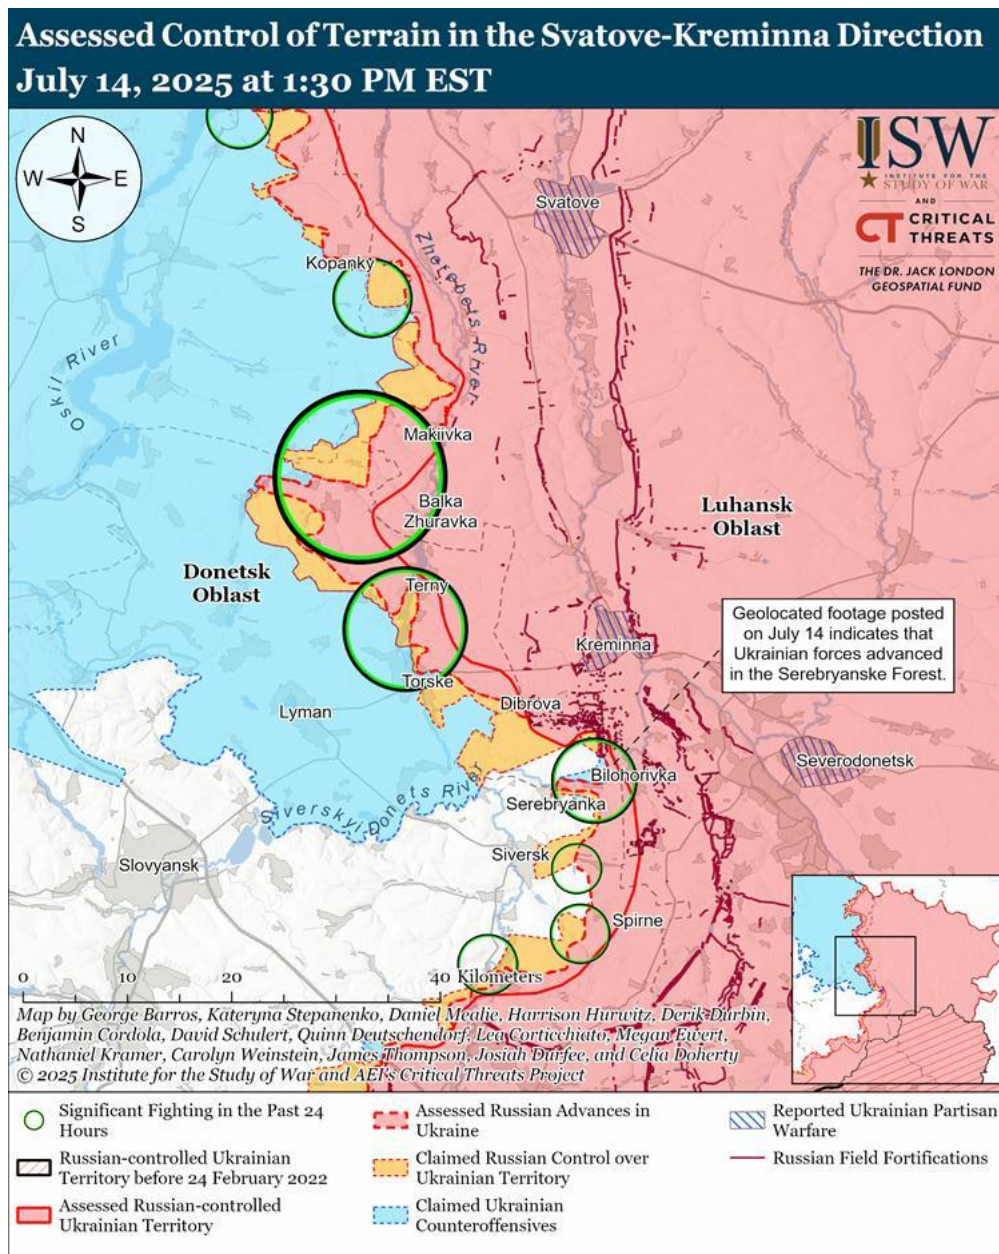 Assessed Control of Terrain in the Svatove-Kreminna Direction
July 14, 2025 at 1:30 PM EST
N
W E
S
ISW
INSTITUTE FOR THE
STUDY OF WAR
AND
CT CRITICAL
THREATS
THE DR. JACK LONDON
GEOSPATIAL FUND
Svatove
Kopanky
Zherebets River
Oskil River
Makiivka
Balka
Zhuravka
Luhansk
Oblast
Donetsk
Oblast
Terny
Geolocated footage posted
on July 14 indicates that
Ukrainian forces advanced
in the Serebryanske Forest.
Kreminna
Torske
Dibrova
Lyman
Severodonetsk
Bilohorivka
Siverskyi Donets River
Serebryanka
Slovyansk
Siversk
Spirne
0 10 20 40 Kilometers
Map by George Barros, Kateryna Stepanenko, Daniel Mealie, Harrison Hurwitz, Derik Durbin,
Benjamin Cordola, David Schulert, Quinn Deutschendorf, Lea Corticchiato, Megan Ewert,
Nathaniel Kramer, Carolyn Weinstein, James Thompson, Josiah Durfee, and Celia Doherty
© 2025 Institute for the Study of War and AEI's Critical Threats Project
Significant Fighting in the Past 24
Hours
Russian-controlled Ukrainian
Territory before 24 February 2022
Assessed Russian-controlled
Ukrainian Territory
Assessed Russian Advances in
Ukraine
Claimed Russian Control over
Ukrainian Territory
Claimed Ukrainian
Counteroffensives
Reported Ukrainian Partisan
Warfare
Russian Field Fortifications